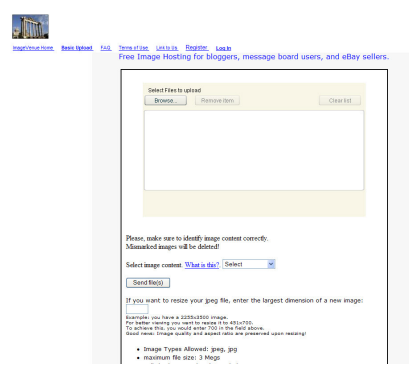 ImageVenue Home Basic Upload FAQ Terms of Use Link to Us Register Log In
Free Image Hosting for bloggers, message board users, and eBay sellers.
Select Files to upload
Browse... Remove item Clear list
Please, make sure to identify image content correctly.
Mismarked images will be deleted!
Select image content. What is this? Select
Send file(s)
If you want to resize your jpeg file, enter the largest dimension of a new image:
Example: you have a 2255x3500 image.
For better viewing you want to resize it to 451x700.
To achieve this, you would enter 700 in the field above.
Good news: Image quality and aspect ratio are preserved upon resizing!
• Image Types Allowed: jpeg, jpg
• maximum file size: 3 Megs